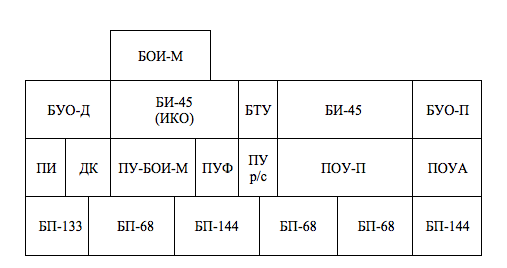 БОИ-М
БУО-Д
БИ-45
(ИКО)
БТУ
БИ-45
БУО-П
ПИ
ДК
ПУ-БОИ-М
ПУФ
ПУ
р/с
ПОУ-П
ПОУА
БП-133
БП-68
БП-144
БП-68
БП-68
БП-144